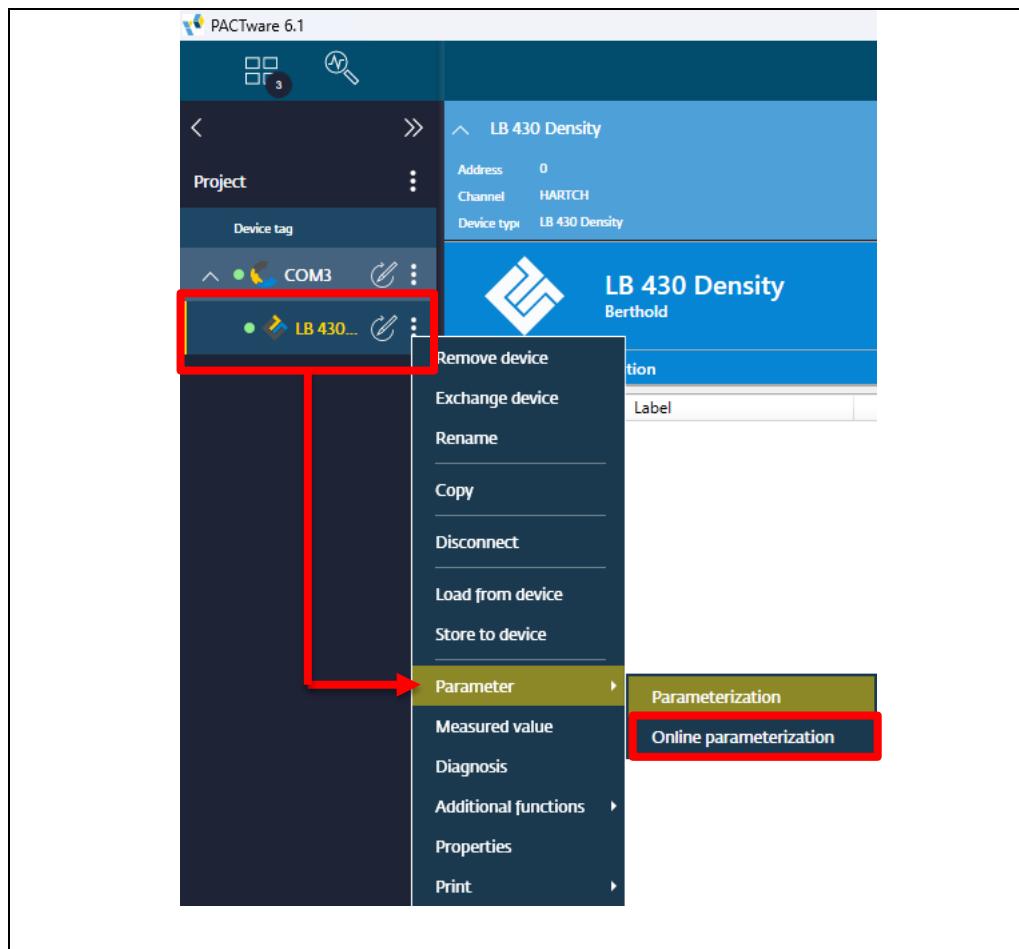 PACTware 6.1
3
Project
Device tag
COM3
LB 430...
LB 430 Density
Address 0
Channel HARTCH
Device type LB 430 Density
LB 430 Density
Berthold
tion
Label
Remove device
Exchange device
Rename
Copy
Disconnect
Load from device
Store to device
Parameter
Measured value
Diagnosis
Additional functions
Properties
Print
Parameterization
Online parameterization